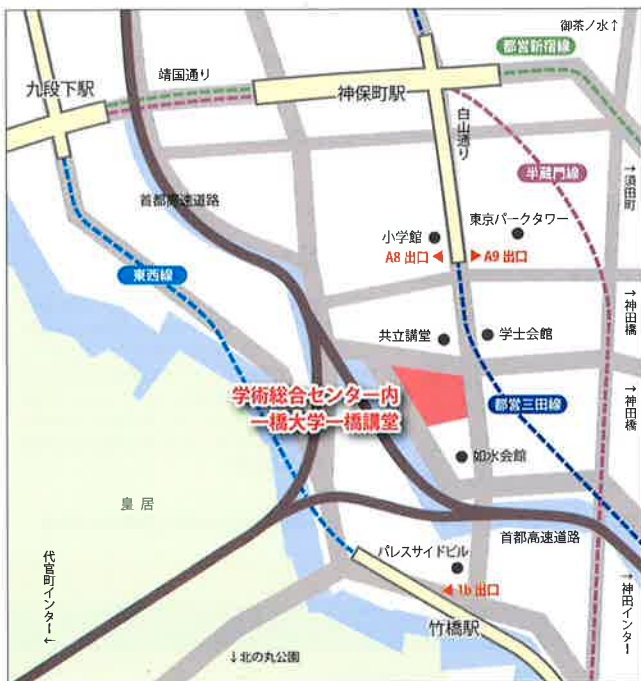 御茶ノ水↑
都営新宿線
靖国通り
九段下駅
神保町駅
白山通り
半蔵門線
→須田町
首都高速道路
東京パークタワー
小学館
A8 出口
A9 出口
東西線
→神田橋
共立講堂
学士会館
学術総合センター内
一橋大学一橋講堂
都営三田線
→神田橋
如水会館
皇居
首都高速道路
代官町インター←
パレスサイドビル
→神田インター
1b 出口
竹橋駅
↓北の丸公園